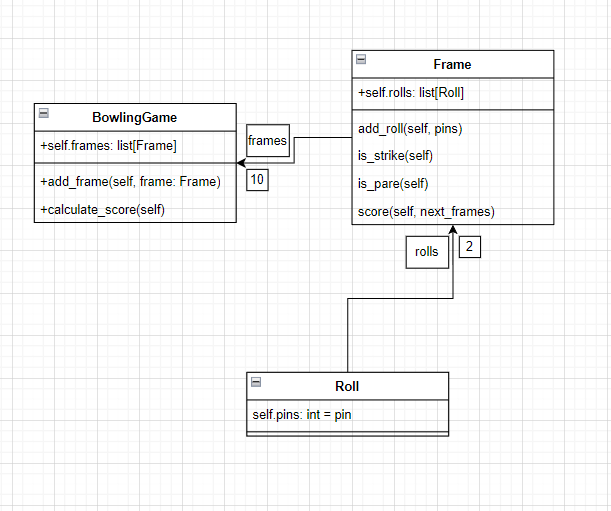 BowlingGame
+self.frames: list[Frame]
+add_frame(self, frame: Frame)
+calculate_score(self)
frames
10
Frame
+self.rolls: list[Roll]
add_roll(self, pins)
is_strike(self)
is_pare(self)
score(self, next_frames)
rolls
2
Roll
self.pins: int = pin